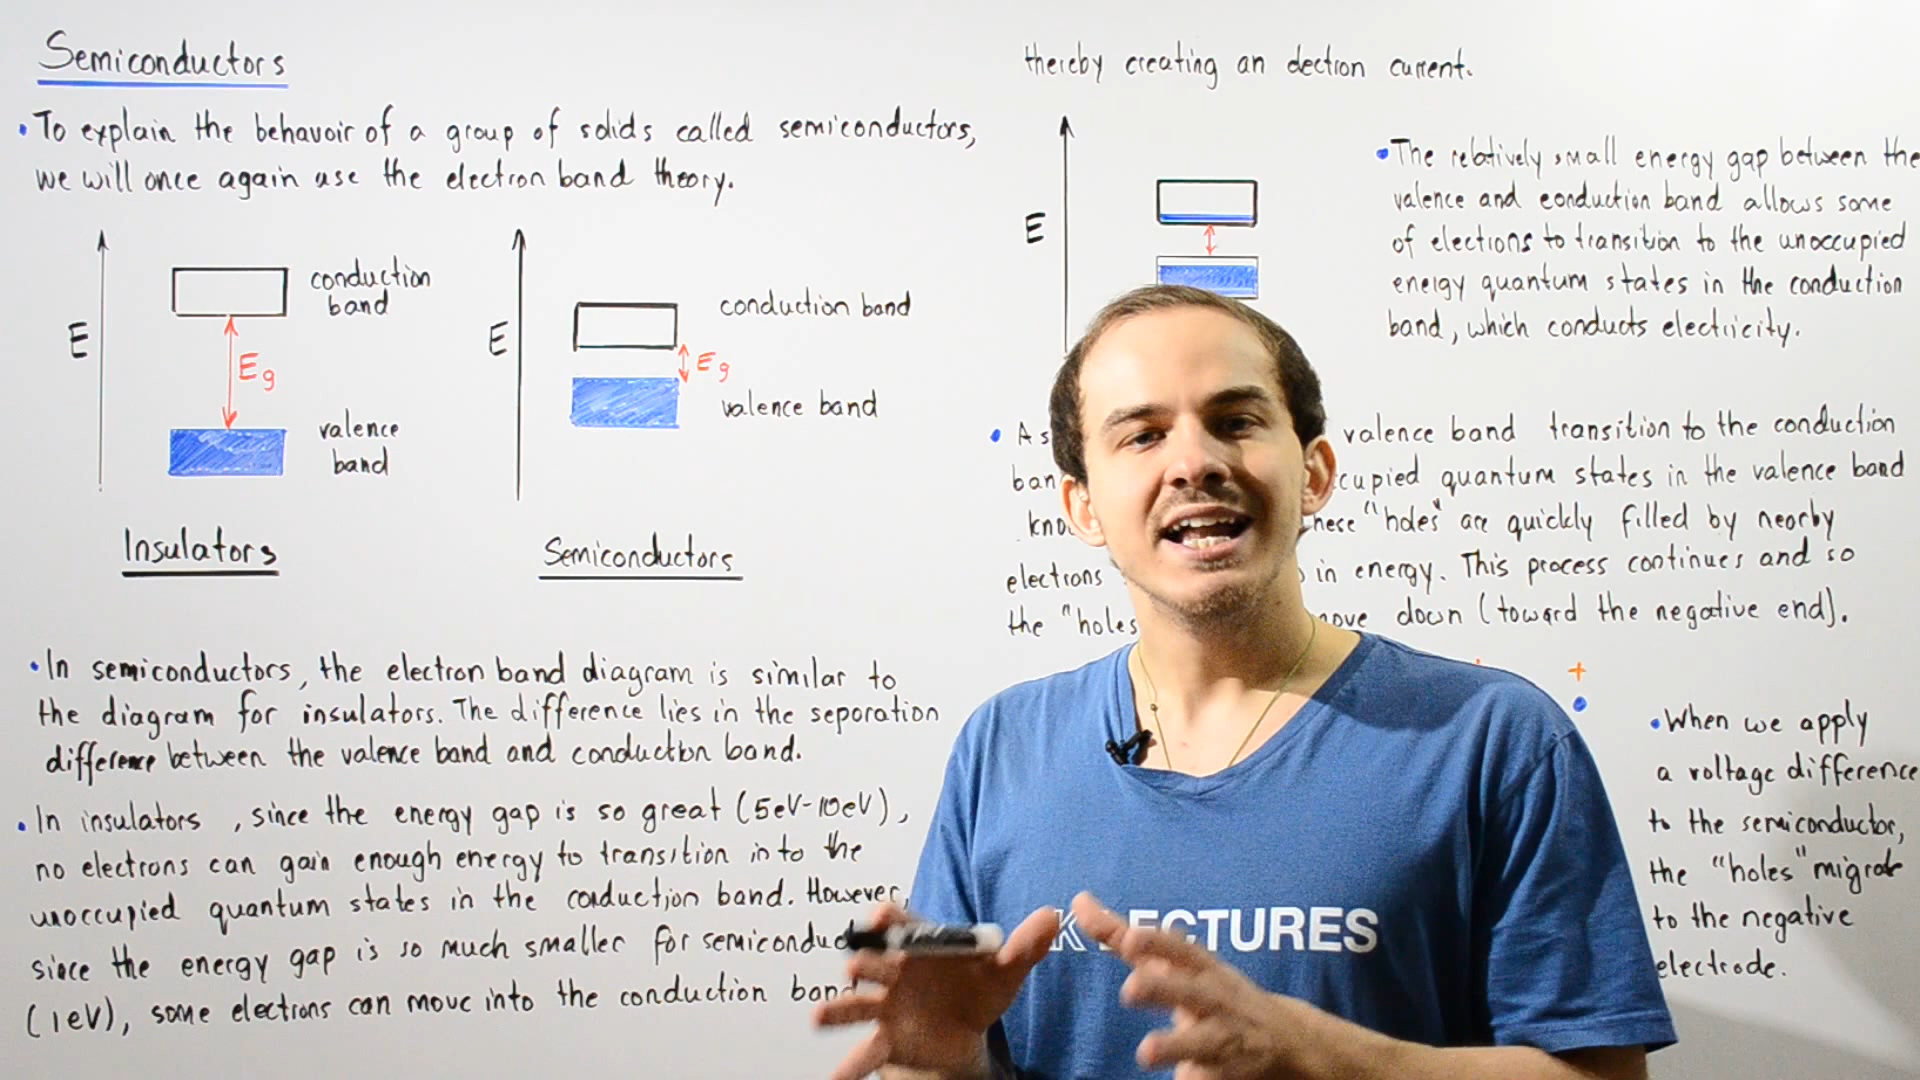 Semiconductors
• To explain the behavoir of a group of solids called semiconductors,
we will once again use the electron band theory.
E
conduction
band
Eg
valence
band
Insulators
E
conduction band
Eg
valence band
Semiconductors
• In semiconductors, the electron band diagram is similar to
the diagram for insulators. The difference lies in the seporation
difference between the valence band and conduction band.
• In insulators, since the energy gap is so great (5eV-10eV),
no electrons can gain enough energy to transition into the
unoccupied quantum states in the conduction band. However,
since the energy gap is so much smaller for semiconduc
(1eV), some electrons can move into the conduction band
thereby creating an electron current.
E
• The relatively small energy gap between the
valence and conduction band allows some
of electrons to transition to the unoccupied
energy quantum states in the conduction
band, which conducts electricity.
• As valence band transition to the conduction
ban cupied quantum states in the valence band
kno hese "holes" are quickly filled by nearby
electrons in energy. This process continues and so
the "holes move down (toward the negative end).
+
• When we apply
a voltage difference
to the semiconductor,
the "holes" migrate
to the negative
electrode.
K LECTURES